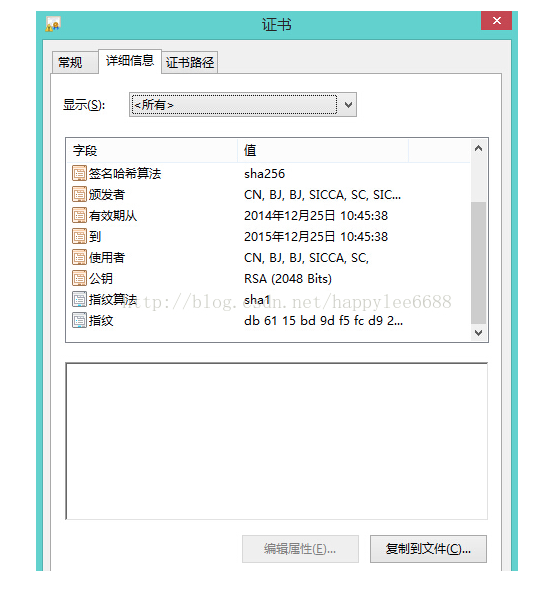 证书
常规 详细信息 证书路径
显示(S): <所有>
字段 值
签名哈希算法 sha256
颁发者 CN, BJ, BJ, SICCA, SC, SIC...
有效期从 2014年12月25日 10:45:38
到 2015年12月25日 10:45:38
使用者 CN, BJ, BJ, SICCA, SC,
公钥 RSA (2048 Bits)
指纹算法 sha1
http://blog.csdn.net/happylee6688
指纹 db 61 15 bd 9d f5 fc d9 2...
编辑属性(E)... 复制到文件(C)...